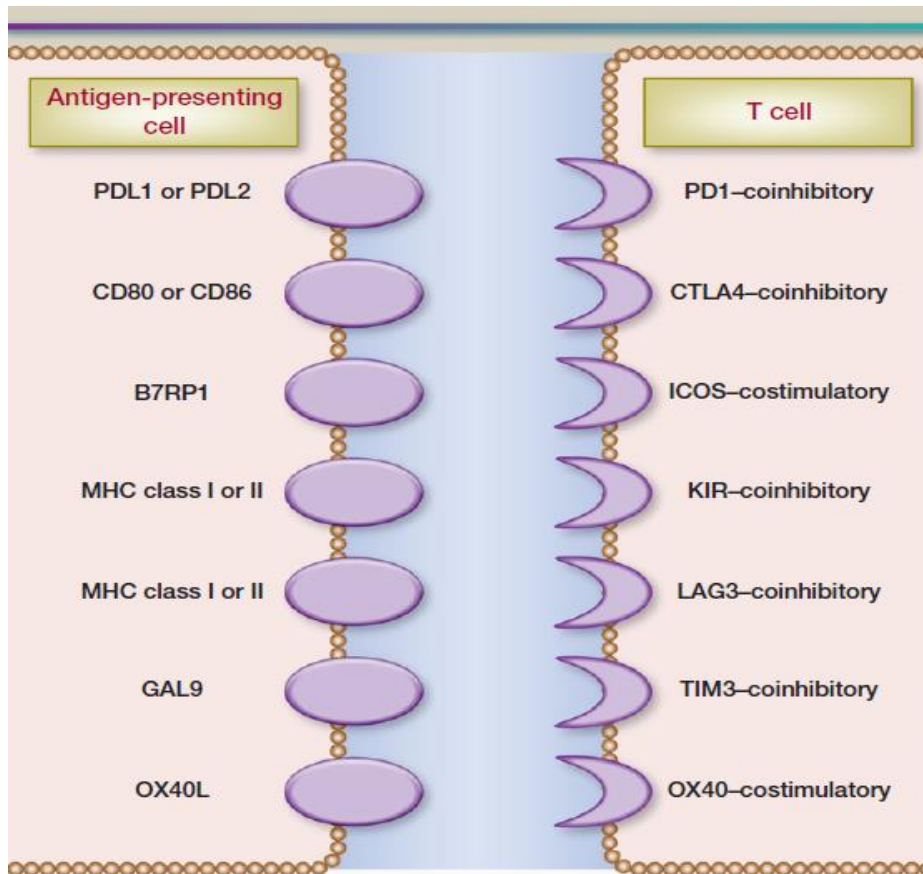 Antigen-presenting
cell
T cell
PDL1 or PDL2
PD1–coinhibitory
CD80 or CD86
CTLA4–coinhibitory
B7RP1
ICOS–costimulatory
MHC class I or II
KIR–coinhibitory
MHC class I or II
LAG3–coinhibitory
GAL9
TIM3–coinhibitory
OX40L
OX40–costimulatory